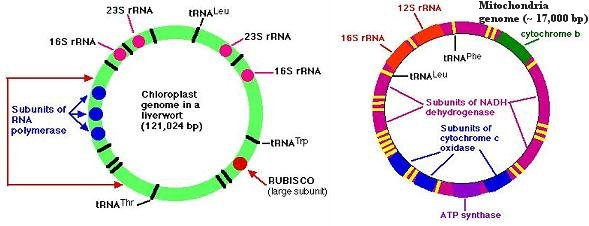 23S rRNA
tRNALeu
16S rRNA
23S rRNA
16S rRNA
Subunits of
RNA
polymerase
Chloroplast
genome in a
liverwort
(121,024 bp)
tRNATrp
RUBISCO
(large subunit)
tRNAThr
Mitochondria
genome (~ 17,000 bp)
12S rRNA
cytochrome b
16S rRNA
tRNAPhe
tRNALeu
Subunits of NADH
dehydrogenase
Subunits of
cytochrome c
oxidase
ATP synthase